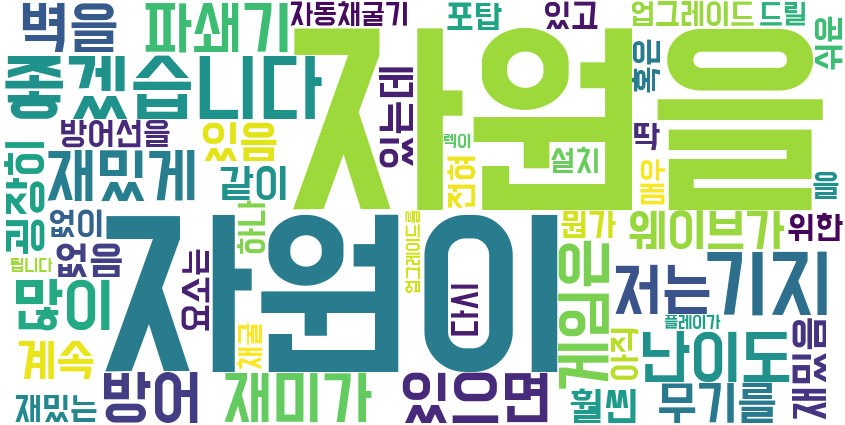 벽을
파쇄기
자동채굴기
포탑
있고
업그레이드
드릴
쉬운
좋겠습니다
자원을
있는데
혹은
방어선을
있음
렉이
설치
딱
굉장히
재밌게
같이
전혀
매우
들을
없이
하나
뭔가
웨이브가
위한
없음
자원이
업그레이드를
저는
기지
됩니다
요소는
다시
게임은
많이
플레이가
계속
채굴
아직
난이도
재밌음
방어
재미가
있으면
재밌는
훨씬
무기를